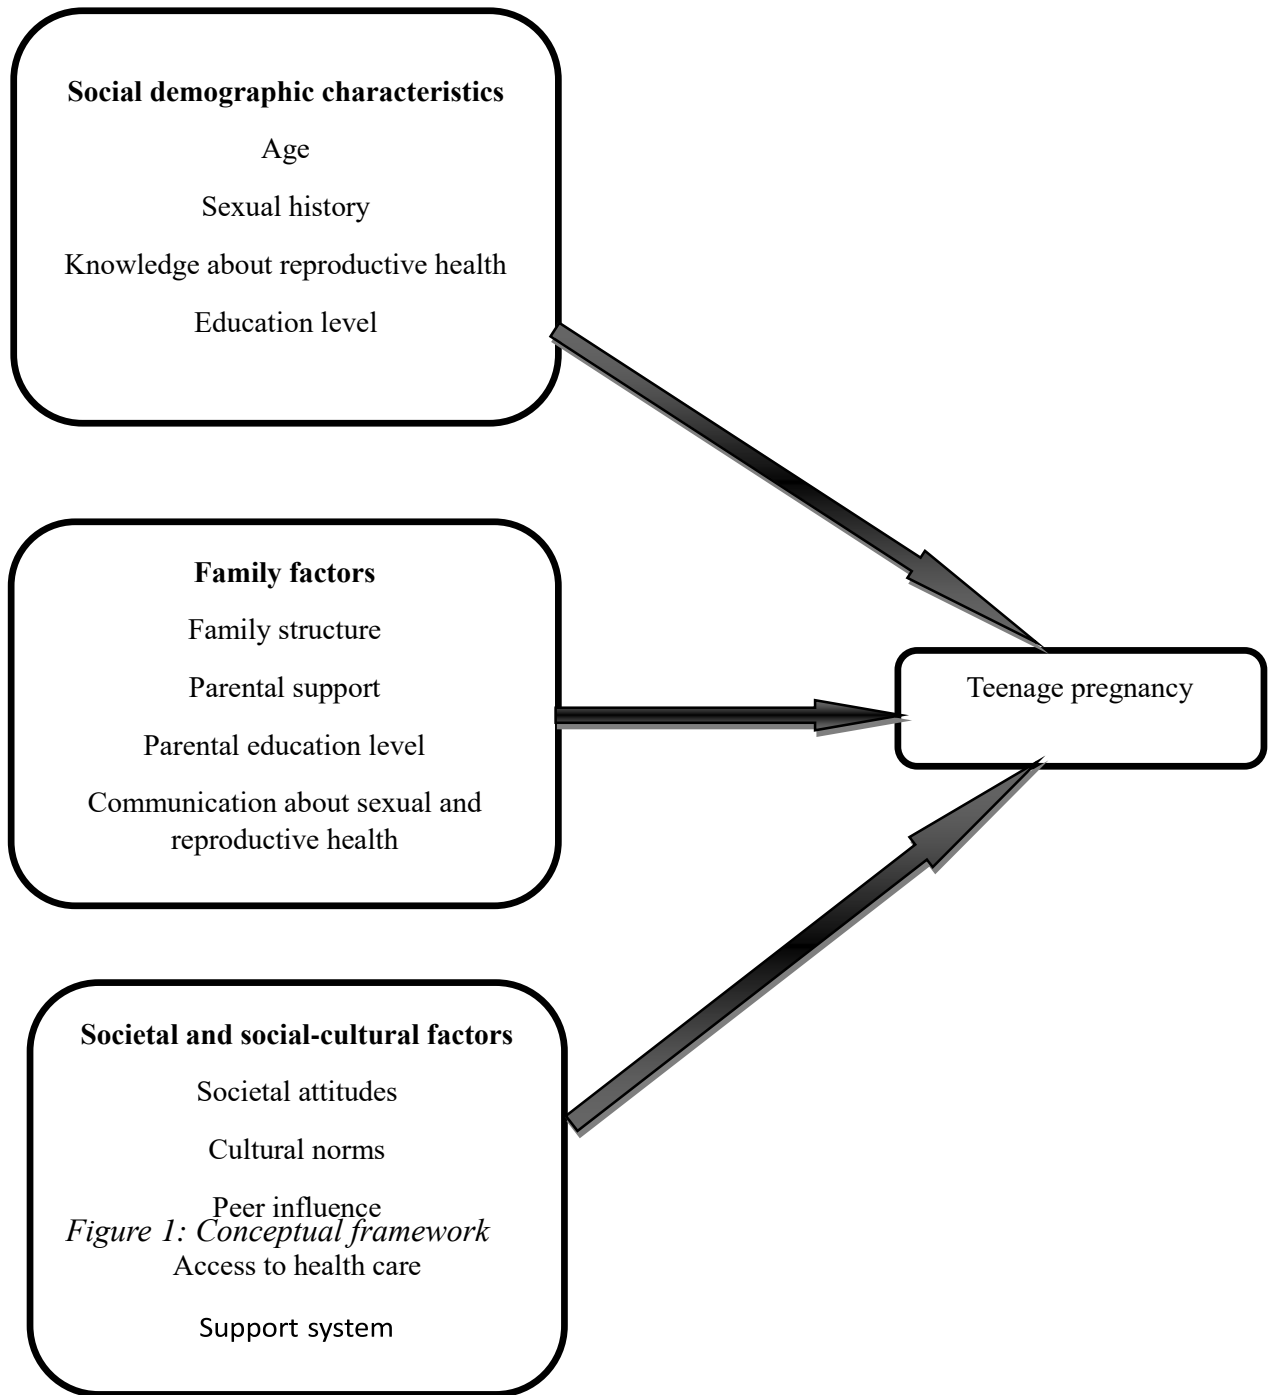 Social demographic characteristics
Age
Sexual history
Knowledge about reproductive health
Education level
Family factors
Family structure
Parental support
Parental education level
Communication about sexual and
reproductive health
Teenage pregnancy
Societal and social-cultural factors
Societal attitudes
Cultural norms
Peer influence
Figure 1: Conceptual framework
Access to health care
Support system